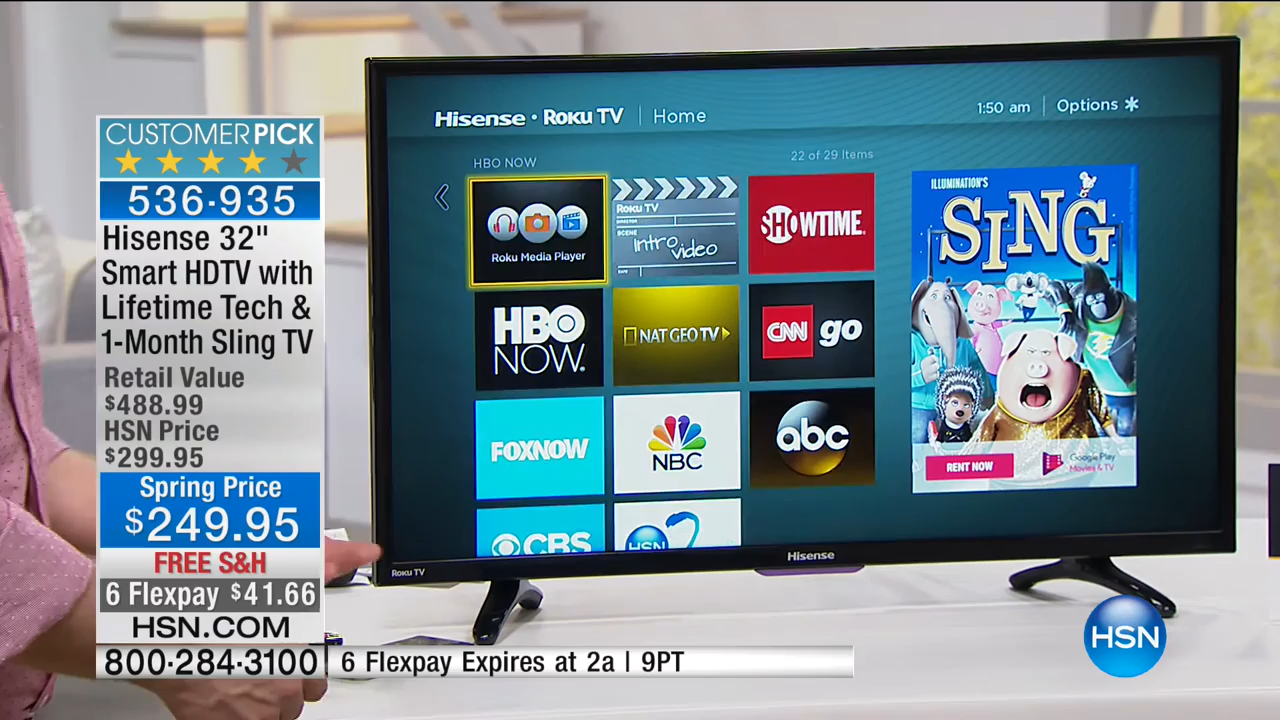 CUSTOMER PICK
536-935
Hisense 32"
Smart HDTV with
Lifetime Tech &
1-Month Sling TV
Retail Value
$488.99
HSN Price
$299.95
Spring Price
$249.95
FREE S&H
6 Flexpay $41.66
HSN.COM
800-284-3100
6 Flexpay Expires at 2a | 9PT
Hisense • Roku TV | Home
1:50 am | Options *
HBO NOW
22 of 29 Items
Roku Media Player
Roku TV
DIRECTOR
SCENE
Intro video
SHOWTIME
HBO
NOW.
NAT GEO TV
CNN go
FOXNOW
NBC
abc
CBS
HSN
ILLUMINATION'S
SING
RENT NOW
Google Play
Movies & TV
Roku TV
Hisense
HSN